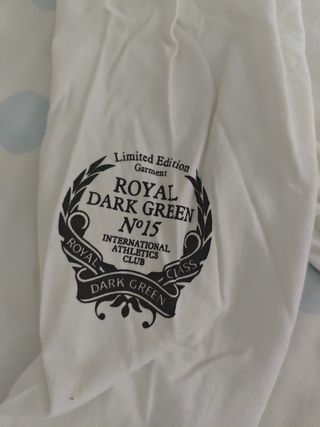 Limited Edition
Garment
ROYAL
DARK GREEN
Nº15
INTERNATIONAL
ATHLETICS
CLUB
ROYAL
DARK GREEN
CLASS